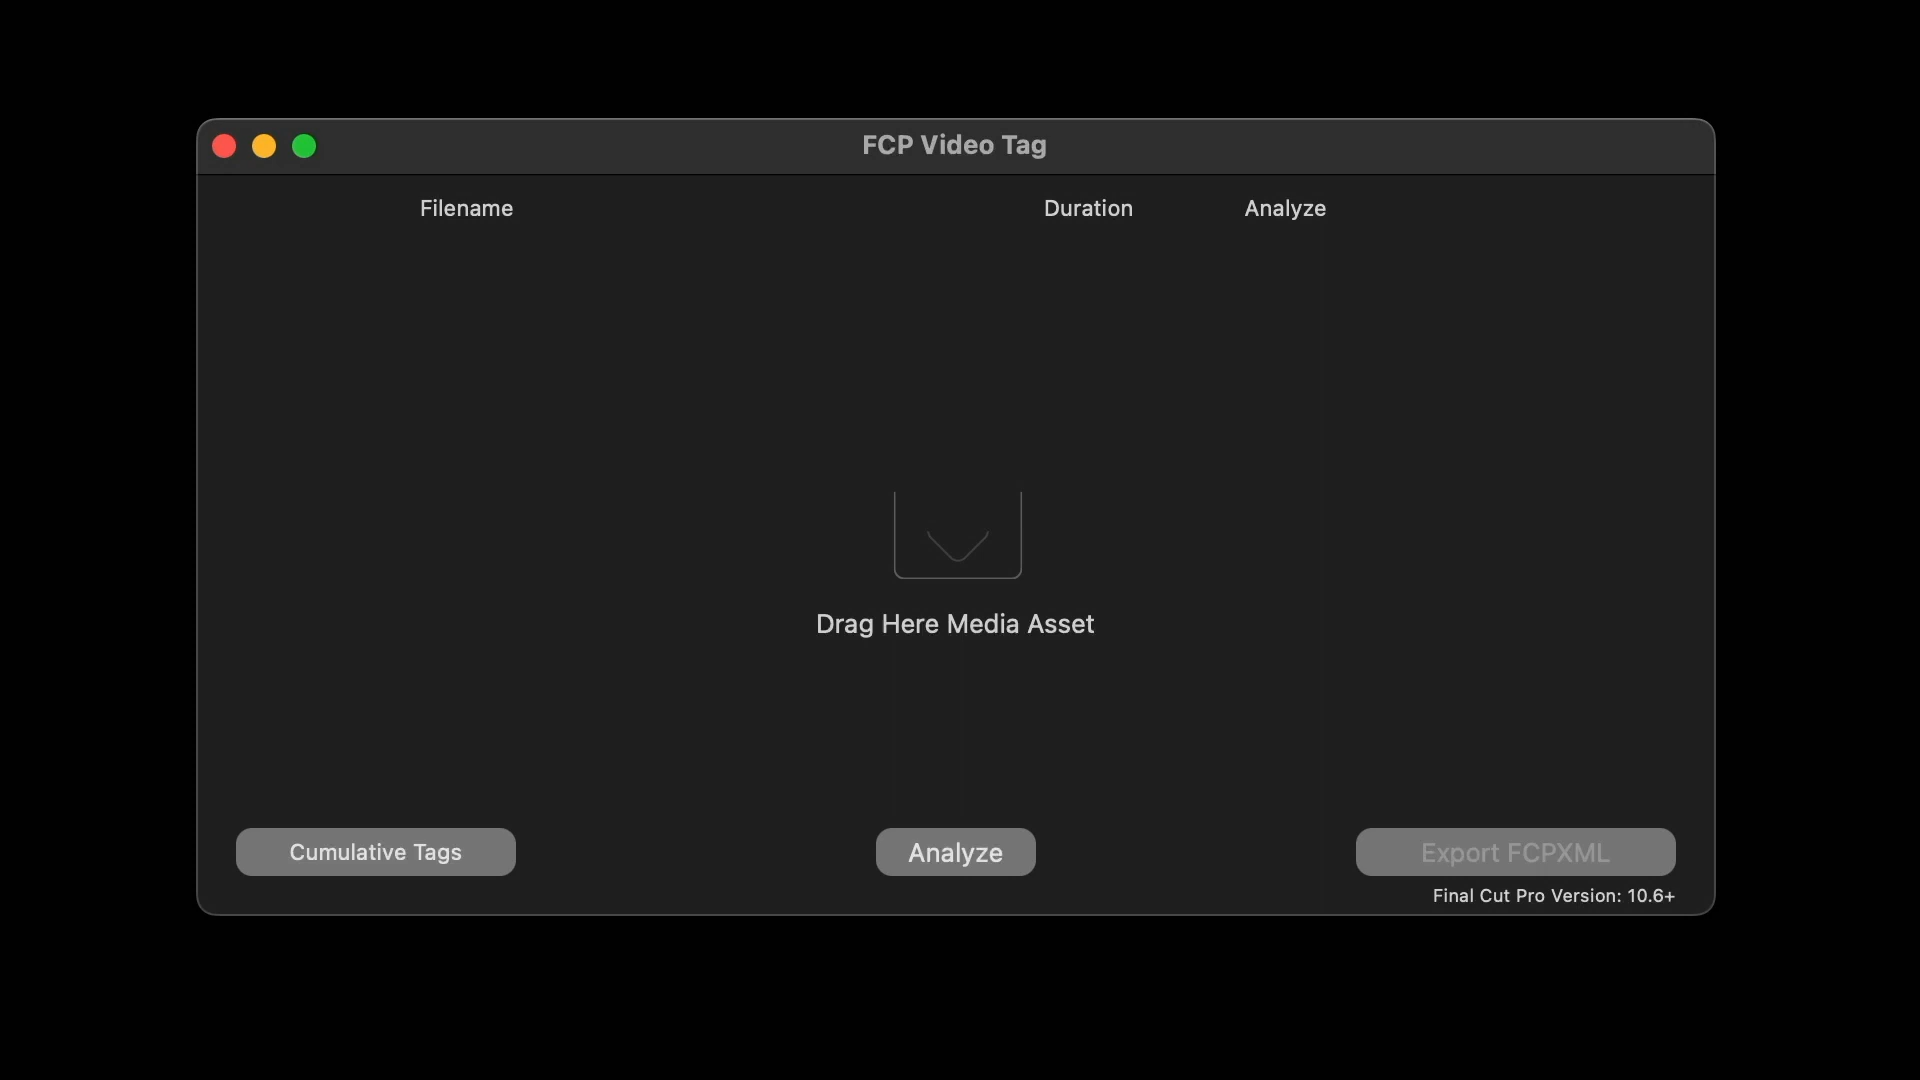 FCP Video Tag
Filename Duration Analyze
Drag Here Media Asset
Cumulative Tags Analyze Export FCPXML
Final Cut Pro Version: 10.6+